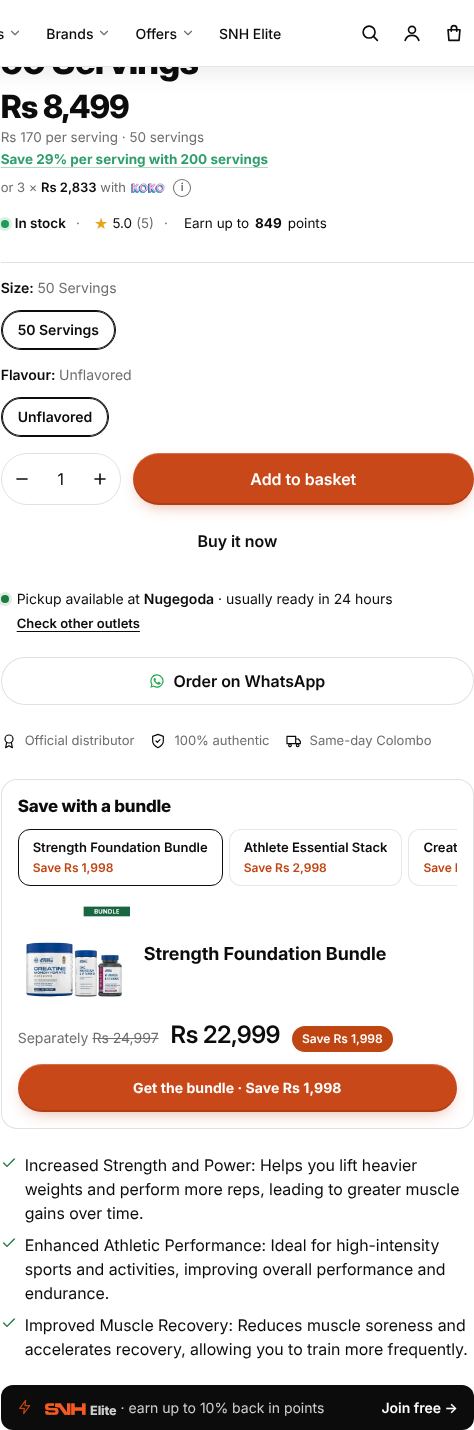 s
Brands
Offers
SNH Elite
50 Servings
Rs 8,499
Rs 170 per serving · 50 servings
Save 29% per serving with 200 servings
or 3 × Rs 2,833 with KOKO i
In stock · ★ 5.0 (5) · Earn up to 849 points
Size: 50 Servings
50 Servings
Flavour: Unflavored
Unflavored
− 1 +
Add to basket
Buy it now
Pickup available at Nugegoda · usually ready in 24 hours
Check other outlets
Order on WhatsApp
Official distributor
100% authentic
Same-day Colombo
Save with a bundle
Strength Foundation Bundle
Save Rs 1,998
Athlete Essential Stack
Save Rs 2,998
Creat
Save
BUNDLE
CREATINE
Strength Foundation Bundle
Separately Rs 24,997 Rs 22,999 Save Rs 1,998
Get the bundle · Save Rs 1,998
Increased Strength and Power: Helps you lift heavier
weights and perform more reps, leading to greater muscle
gains over time.
Enhanced Athletic Performance: Ideal for high-intensity
sports and activities, improving overall performance and
endurance.
Improved Muscle Recovery: Reduces muscle soreness and
accelerates recovery, allowing you to train more frequently.
SNH Elite · earn up to 10% back in points
Join free →